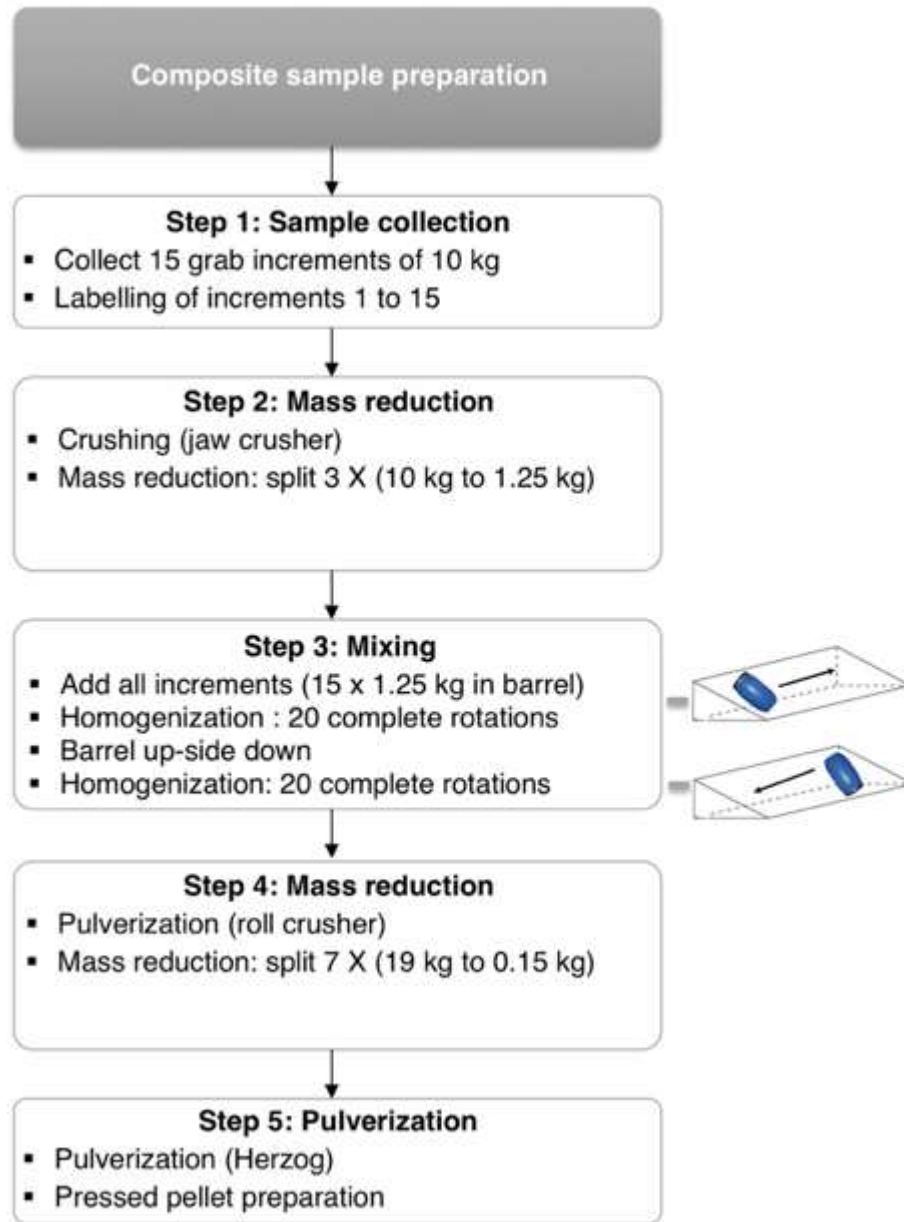 Composite sample preparation
Step 1: Sample collection
▪ Collect 15 grab increments of 10 kg
▪ Labelling of increments 1 to 15
Step 2: Mass reduction
▪ Crushing (jaw crusher)
▪ Mass reduction: split 3 X (10 kg to 1.25 kg)
Step 3: Mixing
▪ Add all increments (15 x 1.25 kg in barrel)
▪ Homogenization : 20 complete rotations
▪ Barrel up-side down
▪ Homogenization: 20 complete rotations
Step 4: Mass reduction
▪ Pulverization (roll crusher)
▪ Mass reduction: split 7 X (19 kg to 0.15 kg)
Step 5: Pulverization
▪ Pulverization (Herzog)
▪ Pressed pellet preparation